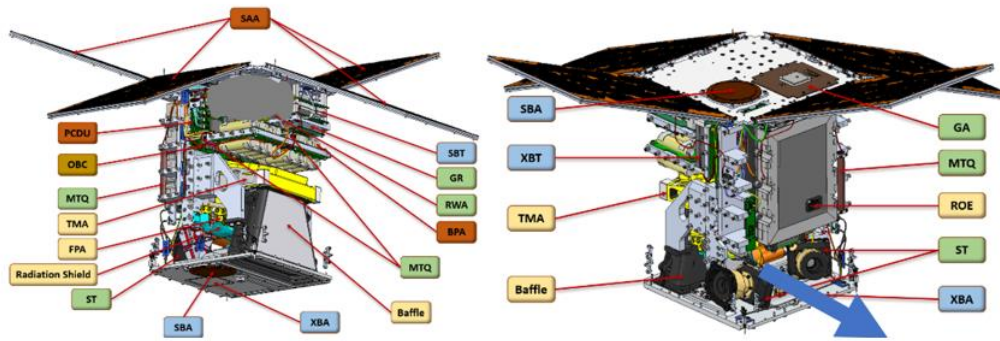 SAA
PCDU
OBC
MTQ
TMA
FPA
Radiation Shield
ST
SBA
XBA
SBT
GR
RWA
BPA
MTQ
Baffle
SBA
XBT
TMA
Baffle
GA
MTQ
ROE
ST
XBA